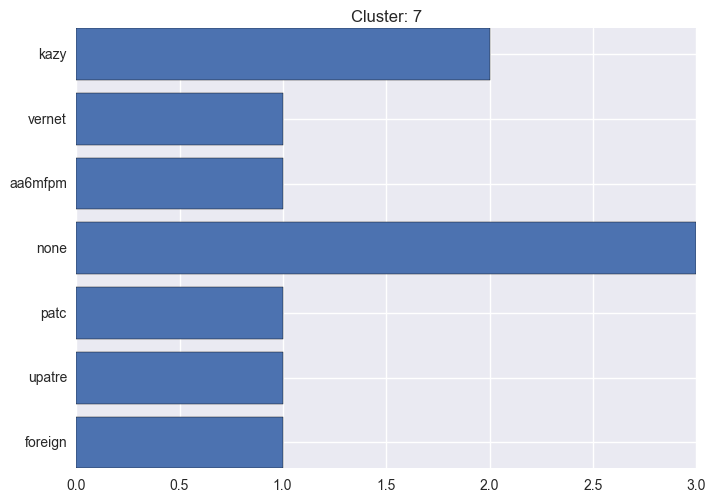 Cluster: 7
kazy
vernet
aa6mfpm
none
patc
upatre
foreign
0.0 0.5 1.0 1.5 2.0 2.5 3.0